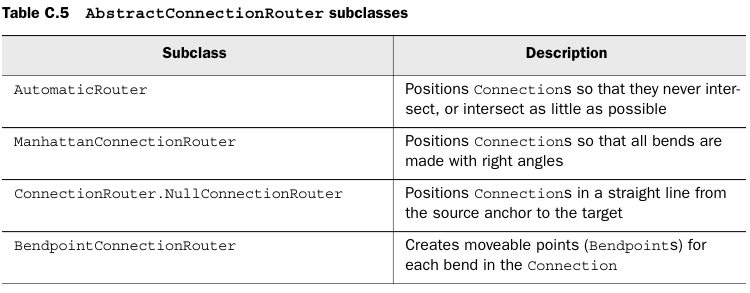 Table C.5 AbstractConnectionRouter subclasses
Subclass
Description
AutomaticRouter
Positions Connections so that they never inter-
sect, or intersect as little as possible
ManhattanConnectionRouter
Positions Connections so that all bends are
made with right angles
ConnectionRouter.NullConnectionRouter
Positions Connections in a straight line from
the source anchor to the target
BendpointConnectionRouter
Creates moveable points (Bendpoints) for
each bend in the Connection